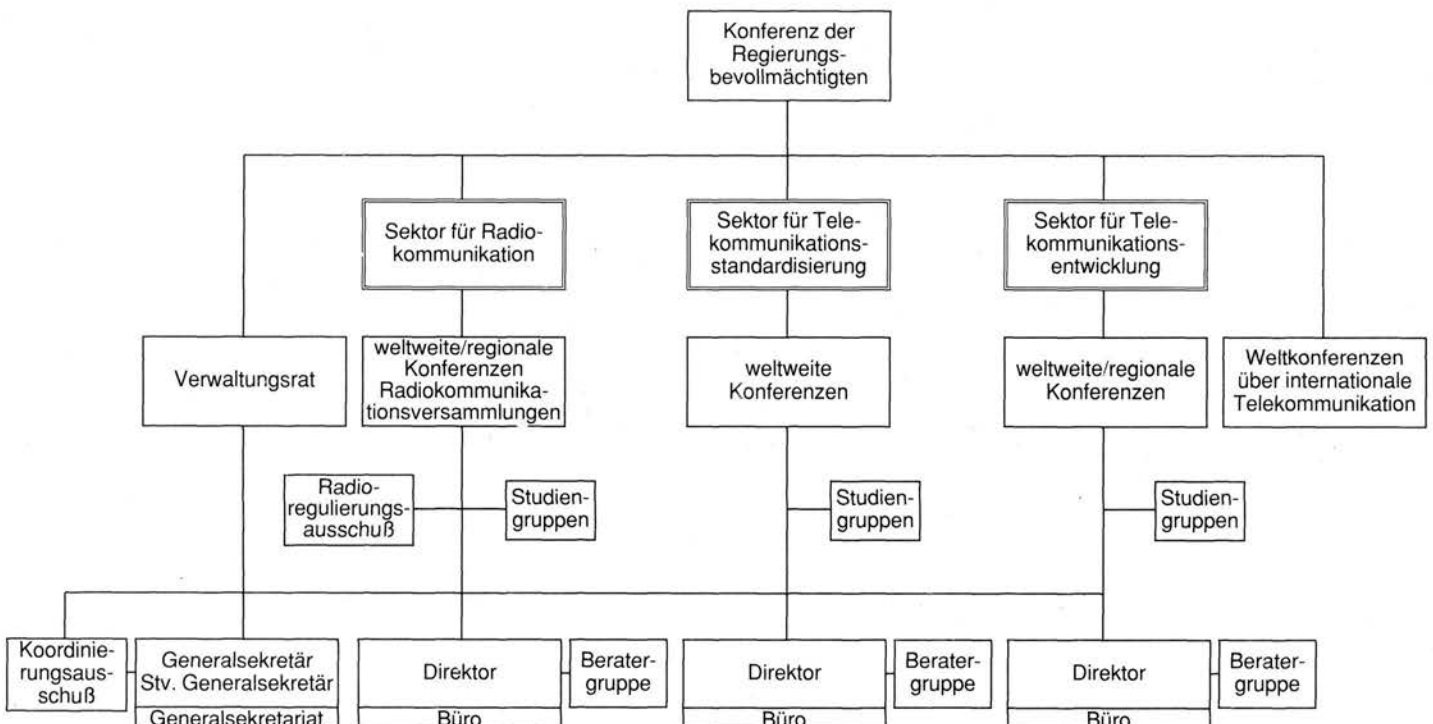 Konferenz der
Regierungs-
bevollmächtigten
Sektor für Radio-
kommunikation
Sektor für Tele-
kommunikations-
standardisierung
Sektor für Tele-
kommunikations-
entwicklung
Verwaltungsrat
weltweite/regionale
Konferenzen
Radiokommunika-
tionsversammlungen
weltweite
Konferenzen
weltweite/regionale
Konferenzen
Weltkonferenzen
über internationale
Telekommunikation
Radio-
regulierungs-
ausschuß
Studien-
gruppen
Studien-
gruppen
Studien-
gruppen
Koordinie-
rungsaus-
schuß
Generalsekretär
Stv. Generalsekretär
Generalsekretariat
Direktor
Büro
Berater-
gruppe
Direktor
Büro
Berater-
gruppe
Direktor
Büro
Berater-
gruppe